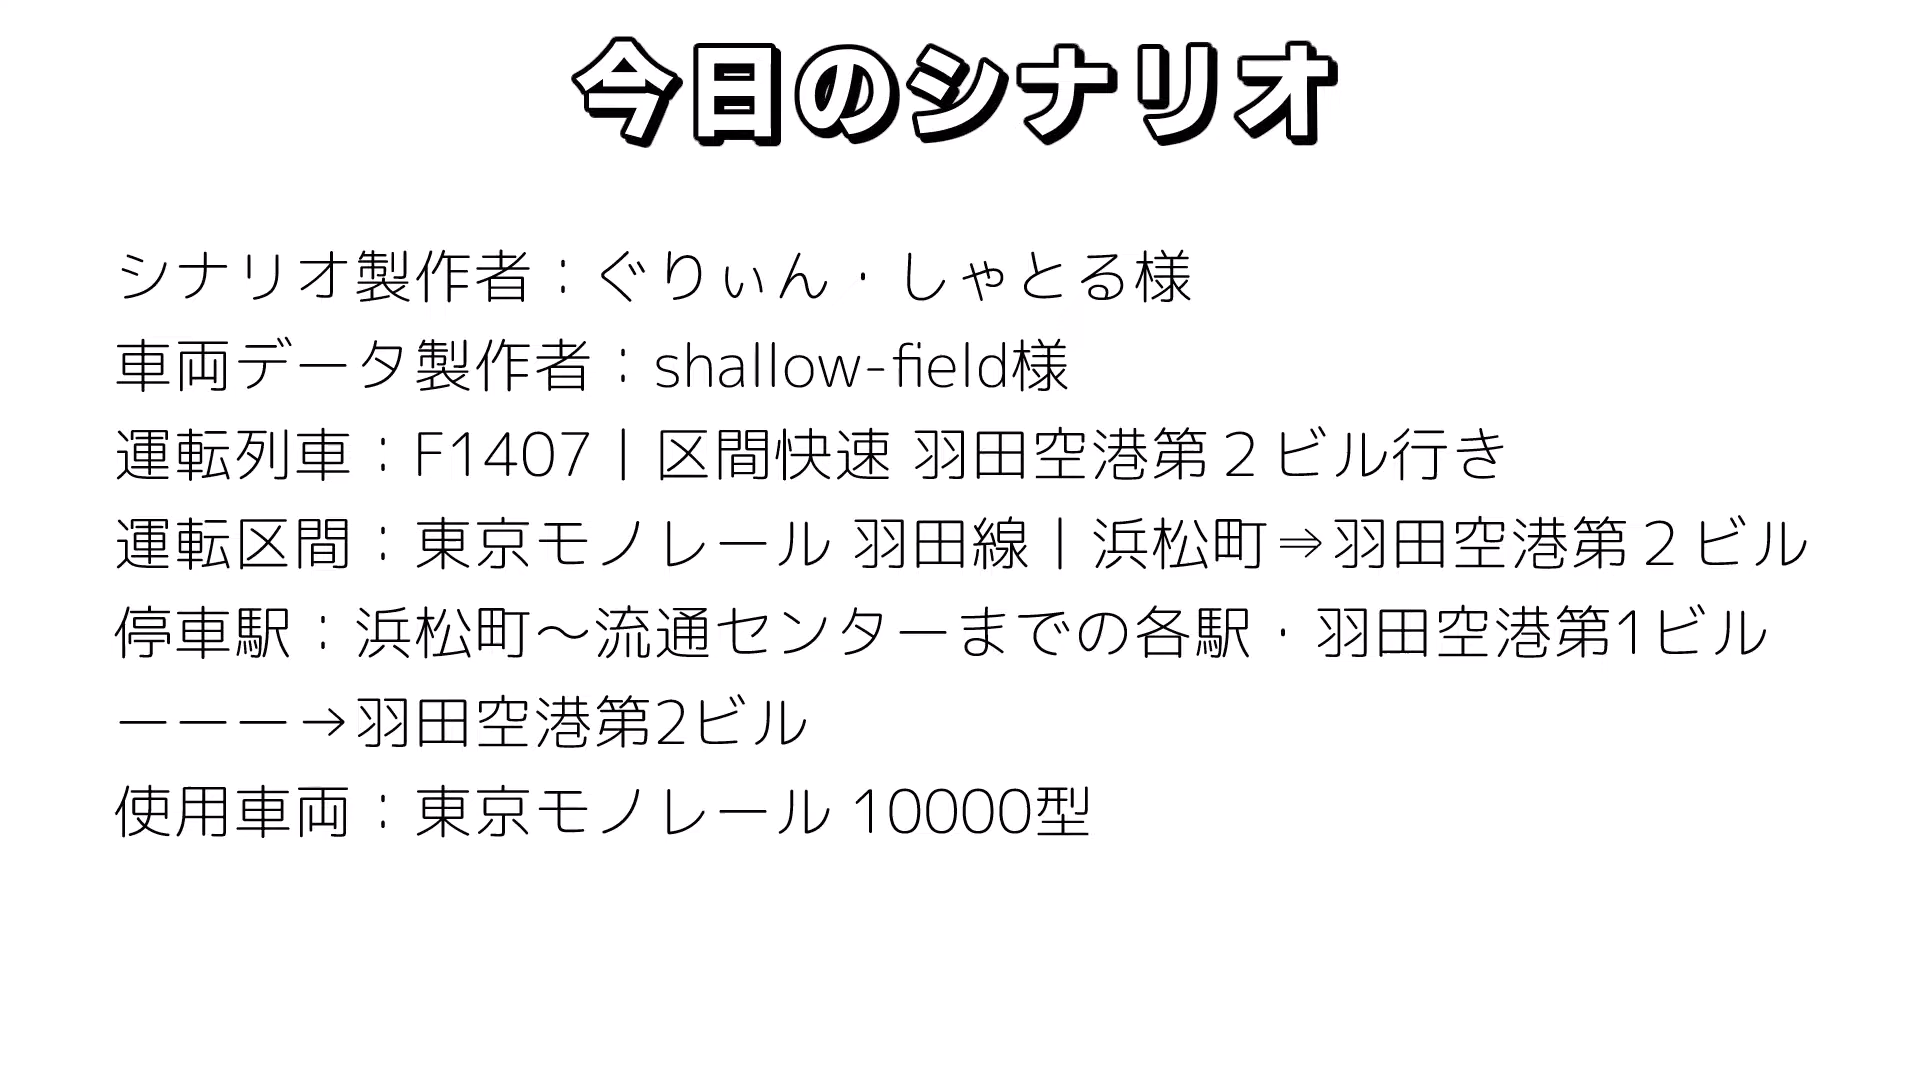 今日のシナリオ
シナリオ製作者：ぐりぃん・しゃとる様
車両データ製作者：shallow-field様
運転列車：F1407｜区間快速 羽田空港第２ビル行き
運転区間：東京モノレール 羽田線｜浜松町⇒羽田空港第２ビル
停車駅：浜松町～流通センターまでの各駅・羽田空港第1ビル
ーーー→羽田空港第2ビル
使用車両：東京モノレール 10000型